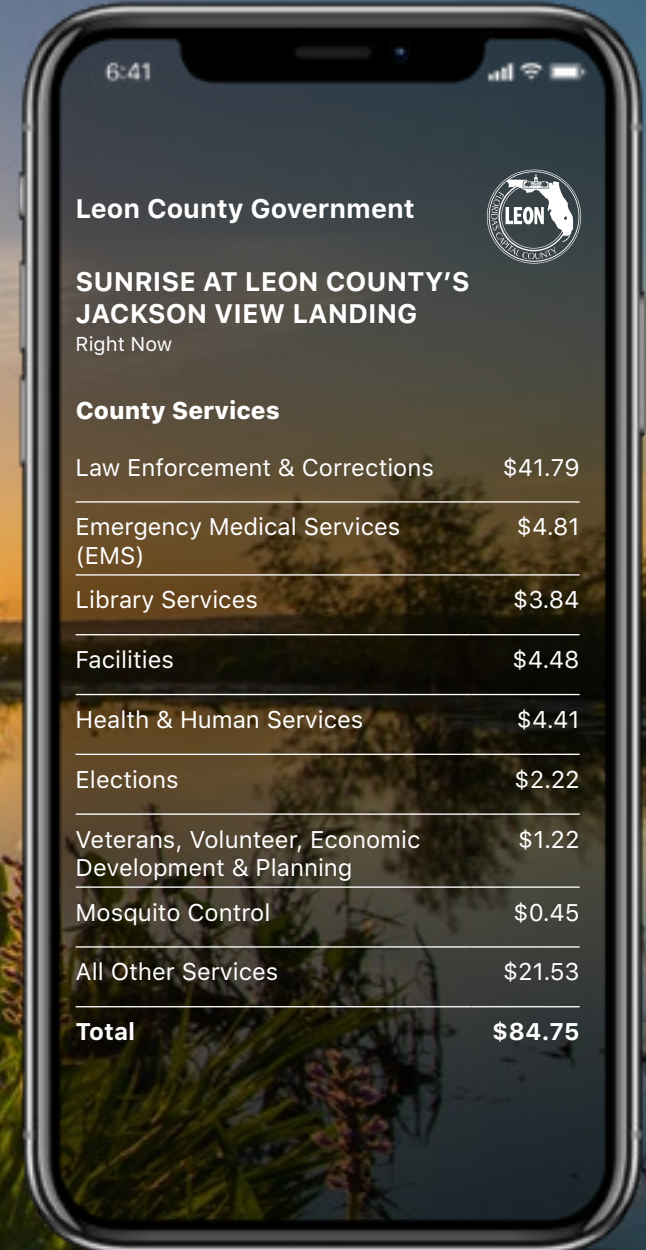 6:41
Leon County Government
LEON
FLORIDA'S CAPITAL COUNTY
SUNRISE AT LEON COUNTY’S
JACKSON VIEW LANDING
Right Now
County Services
Law Enforcement & Corrections $41.79
Emergency Medical Services $4.81
(EMS)
Library Services $3.84
Facilities $4.48
Health & Human Services $4.41
Elections $2.22
Veterans, Volunteer, Economic $1.22
Development & Planning
Mosquito Control $0.45
All Other Services $21.53
Total $84.75